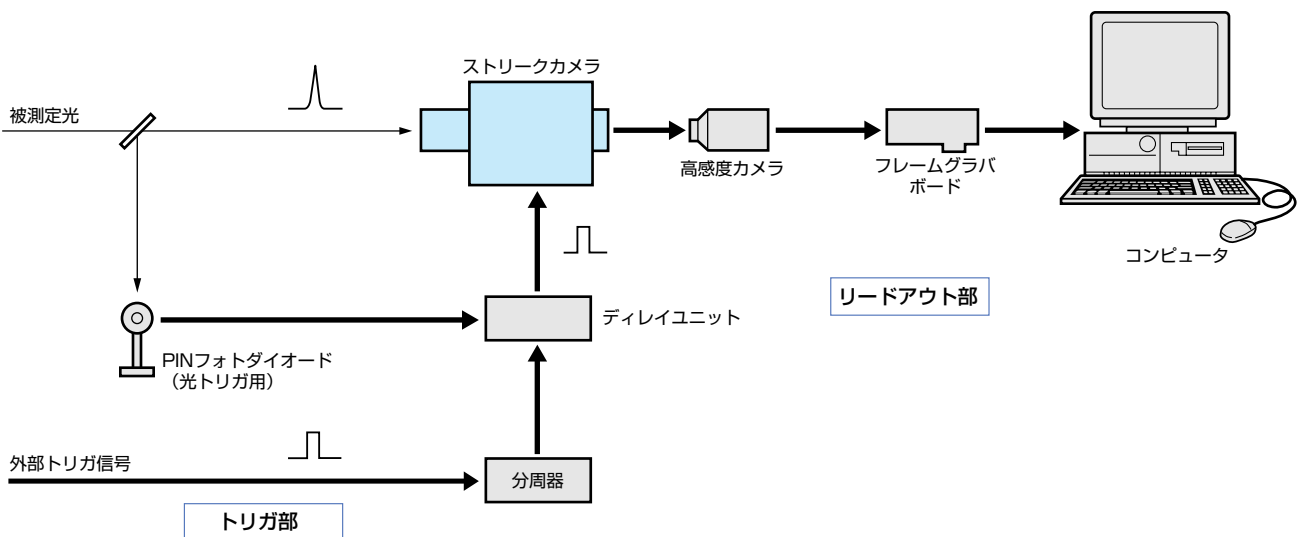 ストリークカメラ
被測定光
高感度カメラ
フレームグラバ
ボード
コンピュータ
リードアウト部
ディレイユニット
PINフォトダイオード
（光トリガ用）
外部トリガ信号
分周器
トリガ部